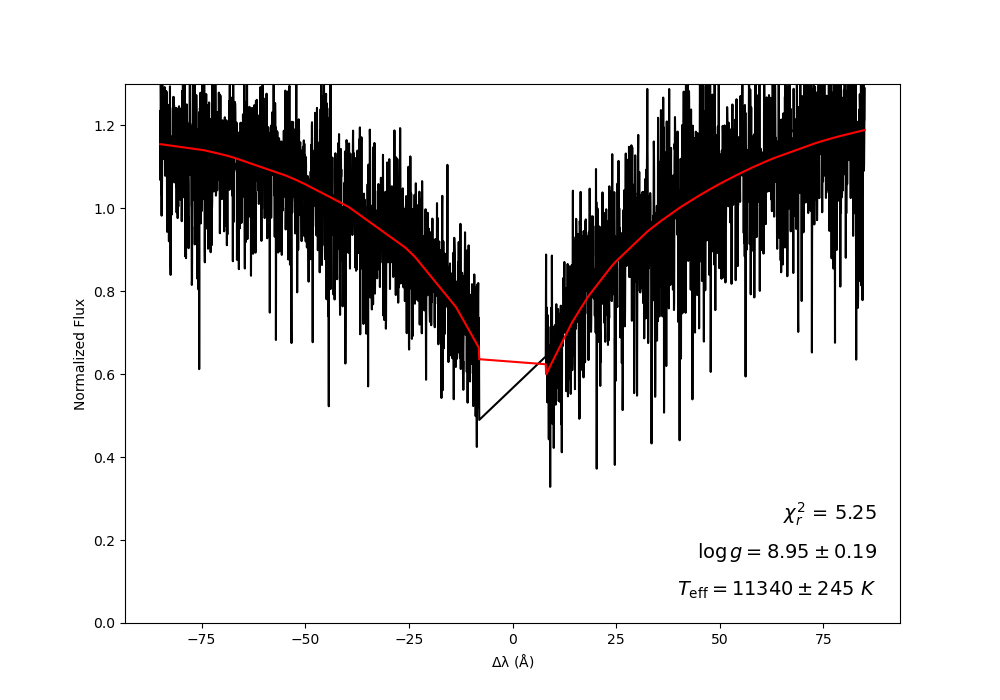 1.2
1.0
0.8
0.6
0.4
0.2
0.0
Normalized Flux
χ²ᵣ = 5.25
log g = 8.95 ± 0.19
T_eff = 11340 ± 245 K
−75 −50 −25 0 25 50 75
Δλ (Å)